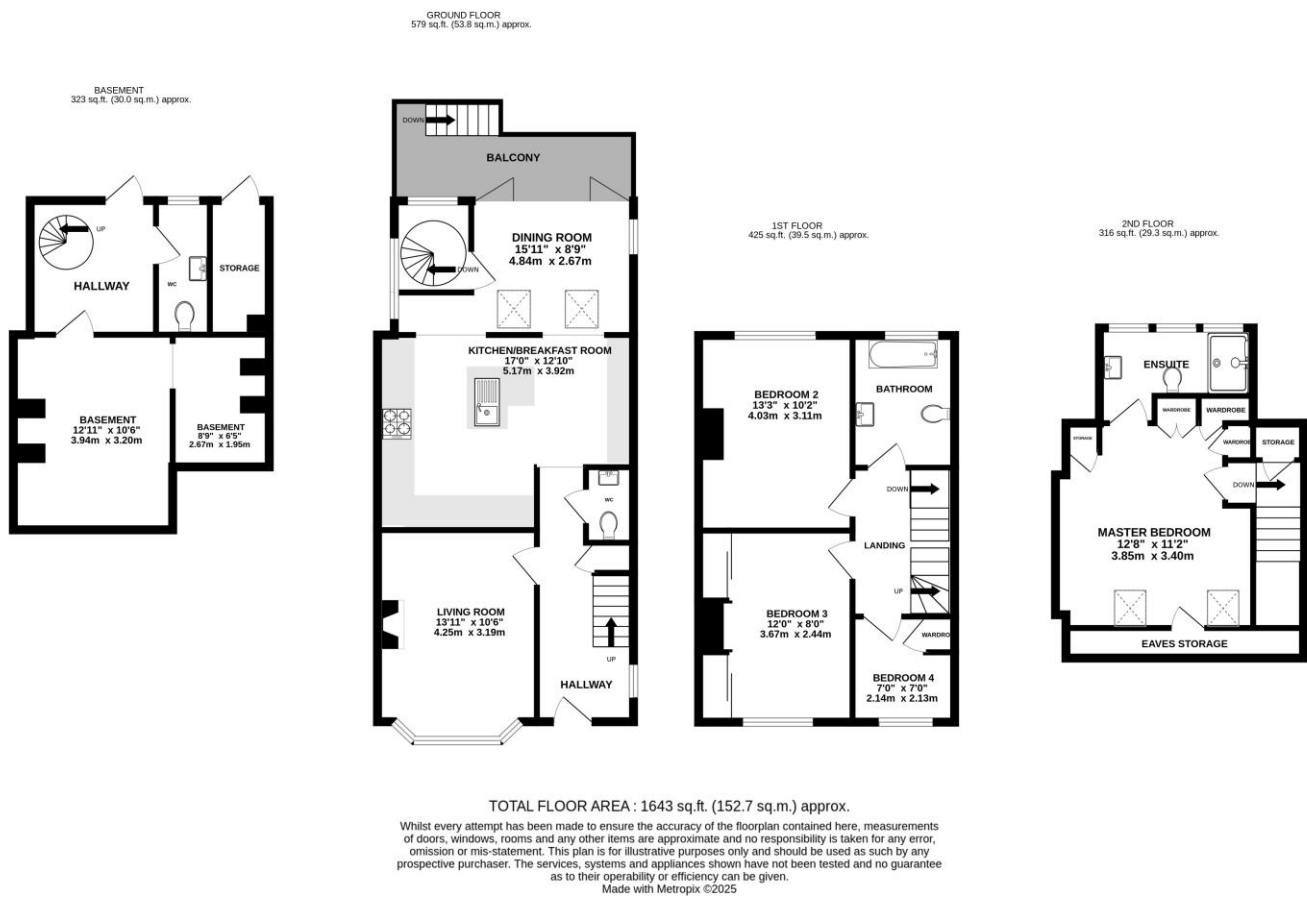 GROUND FLOOR
579 sq.ft. (53.8 sq.m.) approx.
BASEMENT
323 sq.ft. (30.0 sq.m.) approx.
UP
HALLWAY
WC
STORAGE
BASEMENT
12'11" x 10'6"
3.94m x 3.20m
BASEMENT
8'9" x 6'5"
2.67m x 1.95m
DOWN
BALCONY
DINING ROOM
15'11" x 8'9"
4.84m x 2.67m
DOWN
KITCHEN/BREAKFAST ROOM
17'0" x 12'10"
5.17m x 3.92m
WC
LIVING ROOM
13'11" x 10'6"
4.25m x 3.19m
UP
HALLWAY
1ST FLOOR
425 sq.ft. (39.5 sq.m.) approx.
BEDROOM 2
13'3" x 10'2"
4.03m x 3.11m
BATHROOM
DOWN
LANDING
UP
BEDROOM 3
12'0" x 8'0"
3.67m x 2.44m
WARDRO
BEDROOM 4
7'0" x 7'0"
2.14m x 2.13m
2ND FLOOR
316 sq.ft. (29.3 sq.m.) approx.
ENSUITE
WARDROBE
WARDROBE
STORAGE
WARDROBE
STORAGE
DOWN
MASTER BEDROOM
12'8" x 11'2"
3.85m x 3.40m
EAVES STORAGE
TOTAL FLOOR AREA : 1643 sq.ft. (152.7 sq.m.) approx.
Whilst every attempt has been made to ensure the accuracy of the floorplan contained here, measurements
of doors, windows, rooms and any other items are approximate and no responsibility is taken for any error,
omission or mis-statement. This plan is for illustrative purposes only and should be used as such by any
prospective purchaser. The services, systems and appliances shown have not been tested and no guarantee
as to their operability or efficiency can be given.
Made with Metropix ©2025